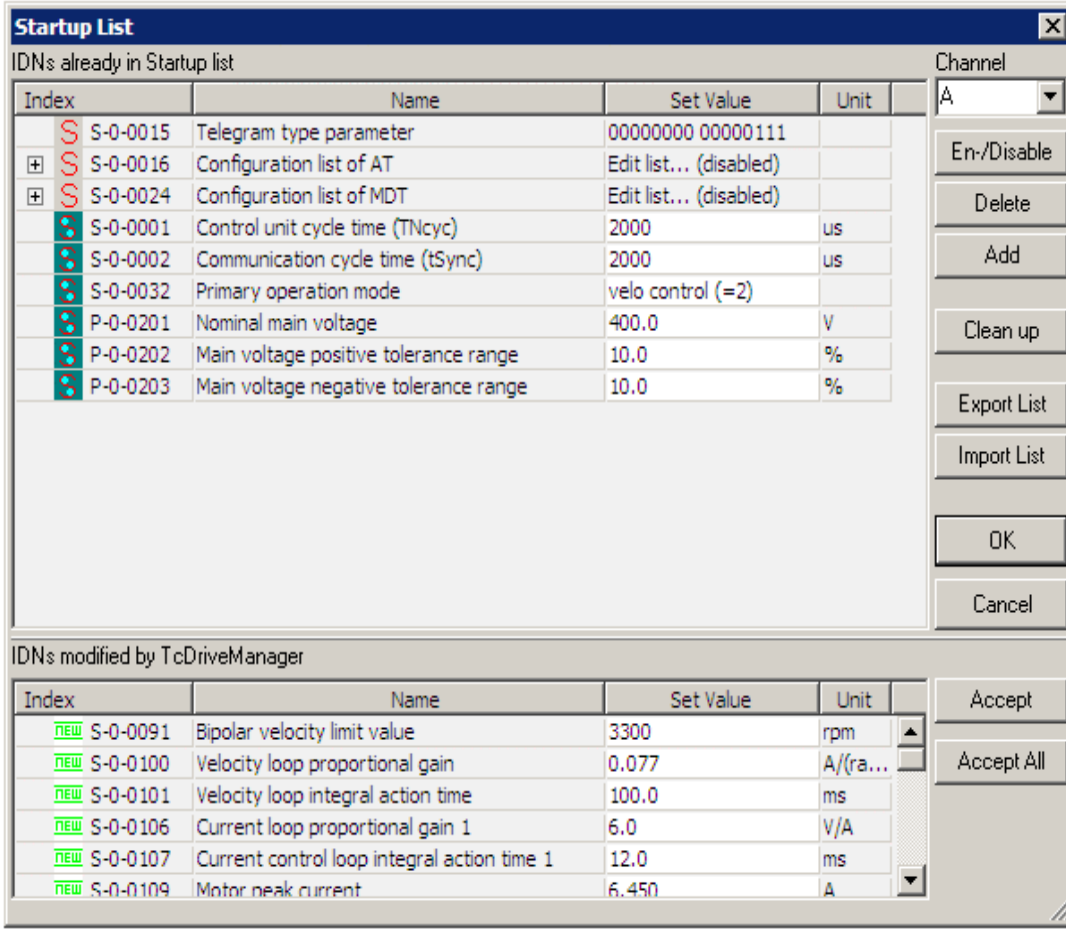 Startup List
IDNs already in Startup list
Channel
Index Name Set Value Unit
A
S-0-0015 Telegram type parameter 00000000 00000111
S-0-0016 Configuration list of AT Edit list... (disabled)
S-0-0024 Configuration list of MDT Edit list... (disabled)
S-0-0001 Control unit cycle time (TNcyc) 2000 us
S-0-0002 Communication cycle time (tSync) 2000 us
S-0-0032 Primary operation mode velo control (=2)
P-0-0201 Nominal main voltage 400.0 V
P-0-0202 Main voltage positive tolerance range 10.0 %
P-0-0203 Main voltage negative tolerance range 10.0 %
En-/Disable
Delete
Add
Clean up
Export List
Import List
OK
Cancel
IDNs modified by TcDriveManager
Index Name Set Value Unit
new S-0-0091 Bipolar velocity limit value 3300 rpm
new S-0-0100 Velocity loop proportional gain 0.077 A/(ra...
new S-0-0101 Velocity loop integral action time 100.0 ms
new S-0-0106 Current loop proportional gain 1 6.0 V/A
new S-0-0107 Current control loop integral action time 1 12.0 ms
new S-0-0109 Motor peak current 6.450 A
Accept
Accept All